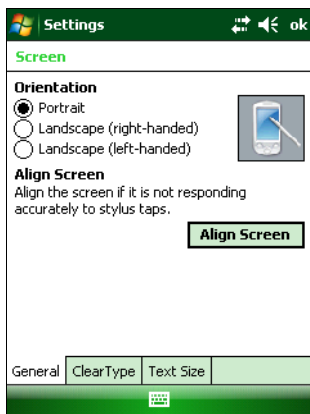 Settings ok
Screen
Orientation
Portrait
Landscape (right-handed)
Landscape (left-handed)
Align Screen
Align the screen if it is not responding
accurately to stylus taps.
Align Screen
General ClearType Text Size